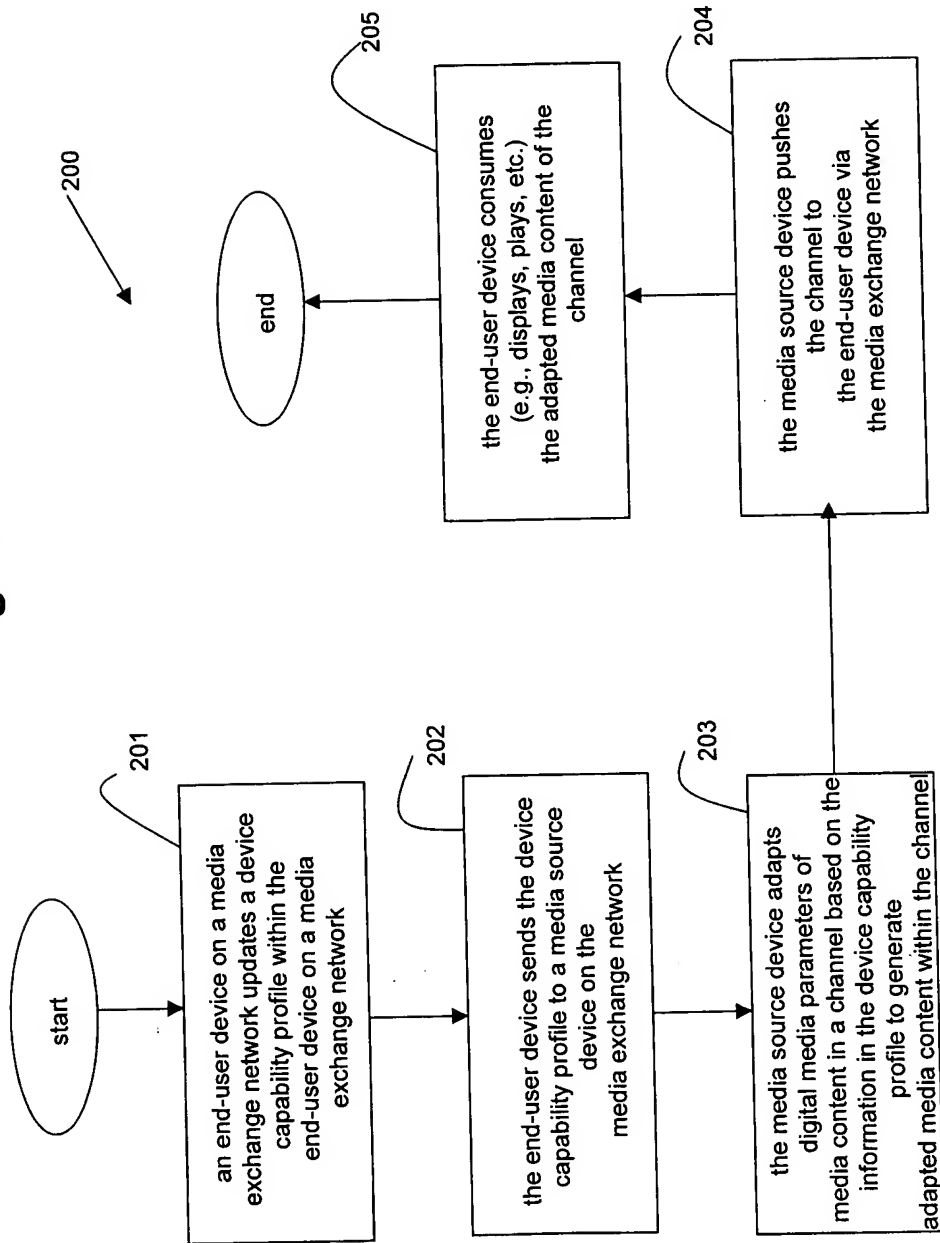 200
start
201
an end-user device on a media
exchange network updates a device
capability profile within the
end-user device on a media
exchange network
202
the end-user device sends the device
capability profile to a media source
device on the
media exchange network
203
the media source device adapts
digital media parameters of
media content in a channel based on the
information in the device capability
profile to generate
adapted media content within the channel
204
the media source device pushes
the channel to
the end-user device via
the media exchange network
205
the end-user device consumes
(e.g., displays, plays, etc.)
the adapted media content of the
channel
end